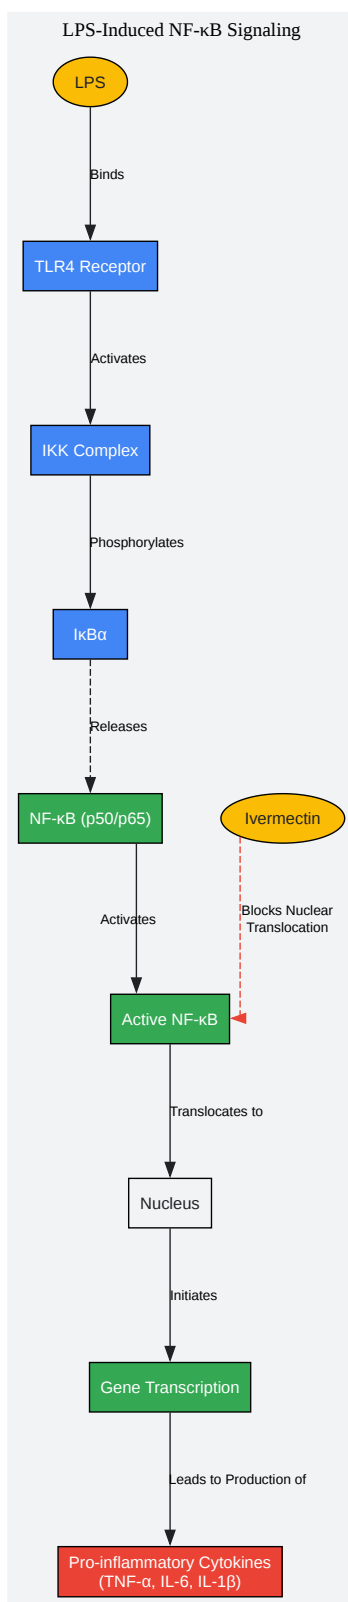 LPS-Induced NF-κB Signaling
LPS
Binds
TLR4 Receptor
Activates
IKK Complex
Phosphorylates
IκBα
Releases
NF-κB (p50/p65)
Ivermectin
Blocks Nuclear
Translocation
Activates
Active NF-κB
Translocates to
Nucleus
Initiates
Gene Transcription
Leads to Production of
Pro-inflammatory Cytokines
(TNF-α, IL-6, IL-1β)